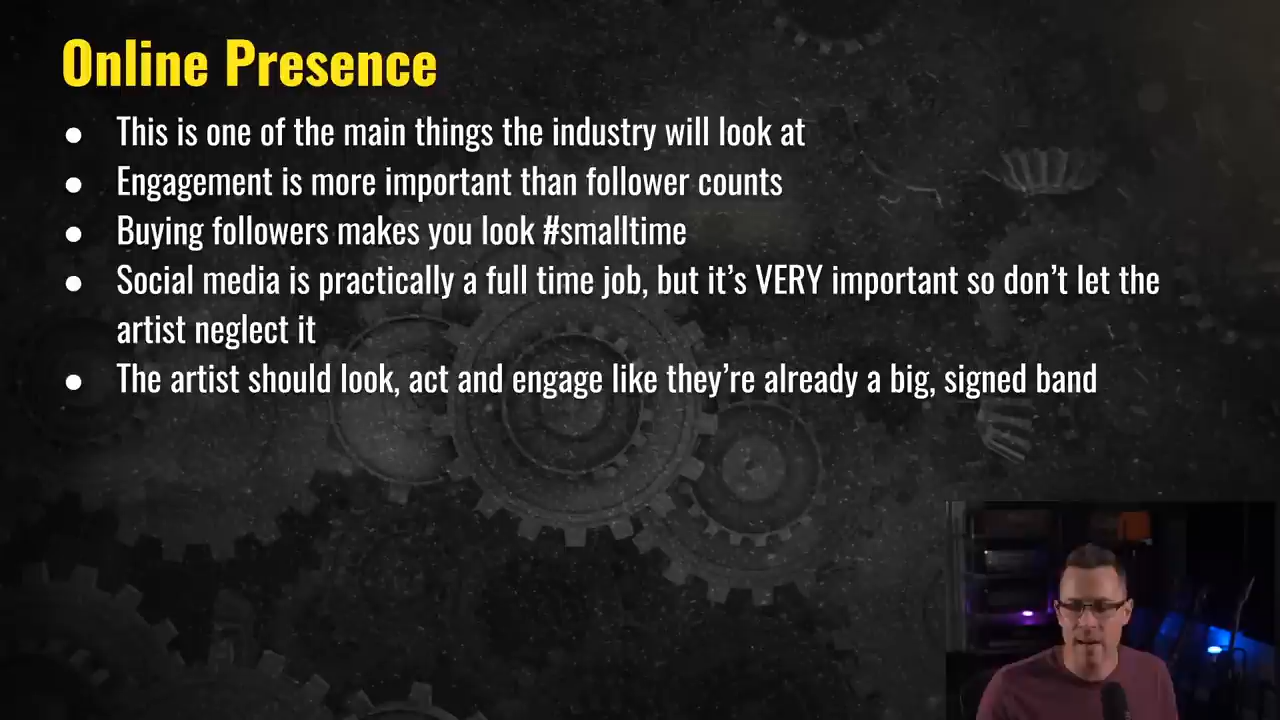 Online Presence
● This is one of the main things the industry will look at
● Engagement is more important than follower counts
● Buying followers makes you look #smalltime
● Social media is practically a full time job, but it’s VERY important so don’t let the
artist neglect it
● The artist should look, act and engage like they’re already a big, signed band